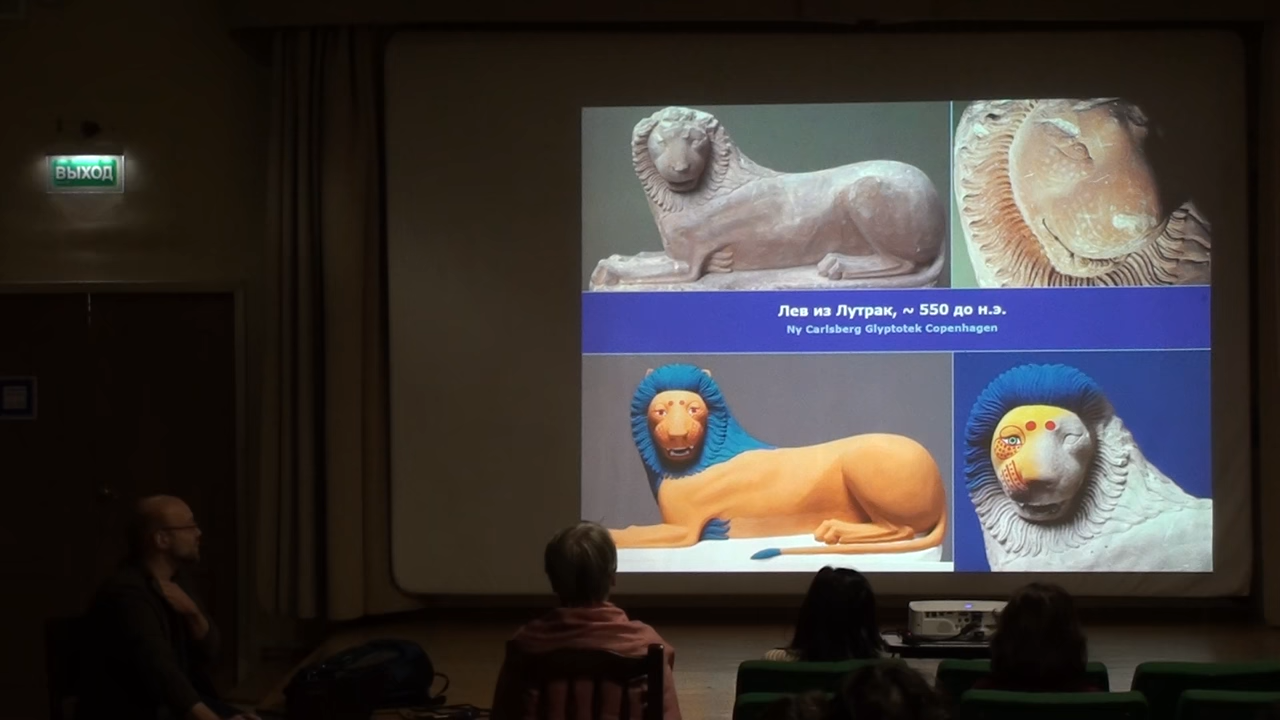 ВЫХОД
Лев из Лутрак, ~ 550 до н.э.
Ny Carlsberg Glyptotek Copenhagen